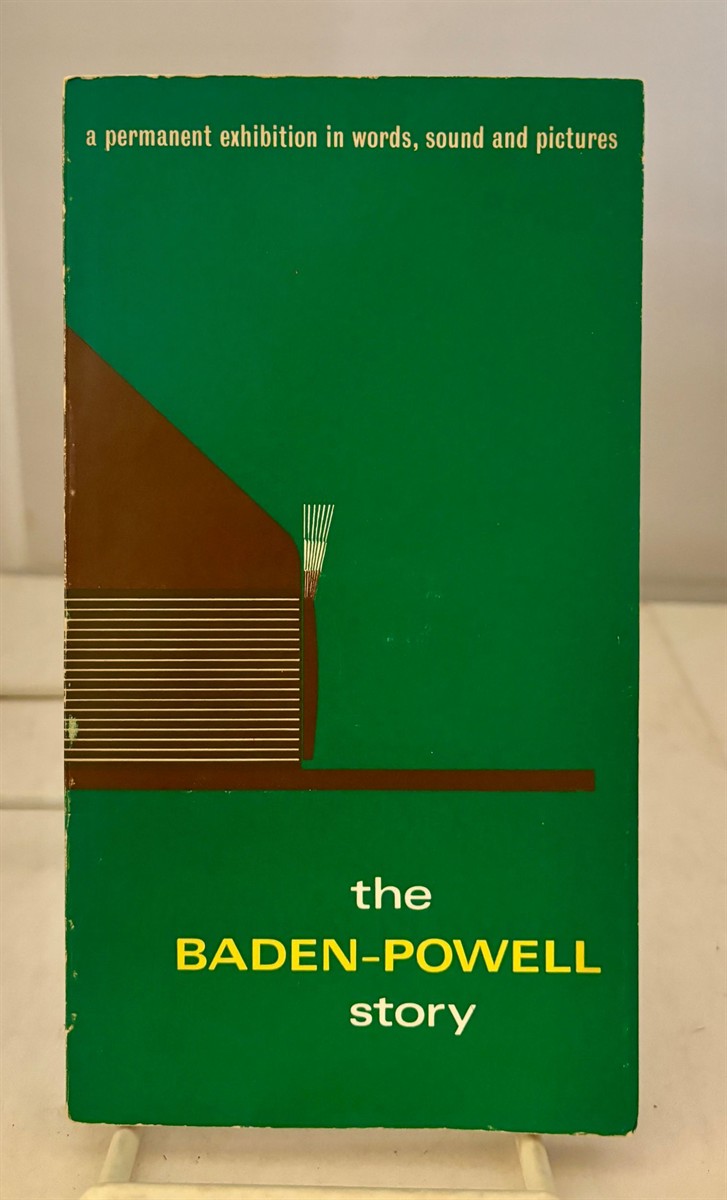 a permanent exhibition in words, sound and pictures
the
BADEN-POWELL
story